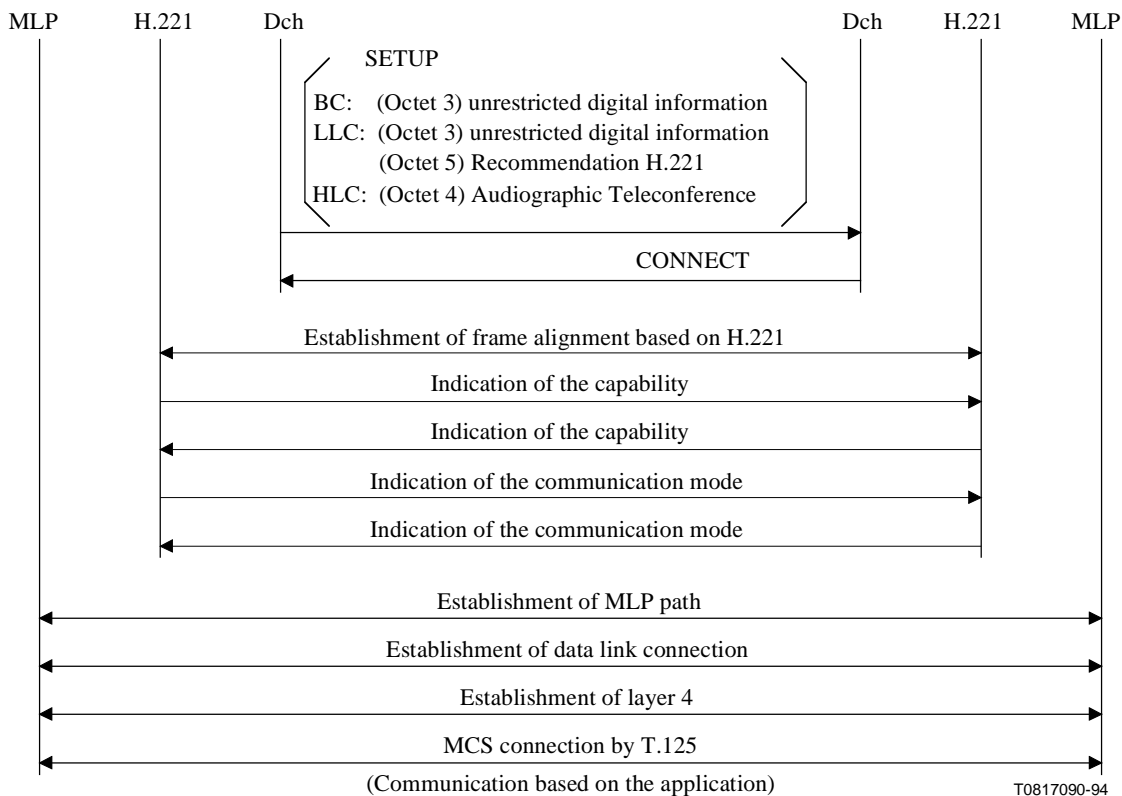 MLP H.221 Dch Dch H.221 MLP
SETUP
BC: (Octet 3) unrestricted digital information
LLC: (Octet 3) unrestricted digital information
(Octet 5) Recommendation H.221
HLC: (Octet 4) Audiographic Teleconference
CONNECT
Establishment of frame alignment based on H.221
Indication of the capability
Indication of the capability
Indication of the communication mode
Indication of the communication mode
Establishment of MLP path
Establishment of data link connection
Establishment of layer 4
MCS connection by T.125
(Communication based on the application)
T0817090-94